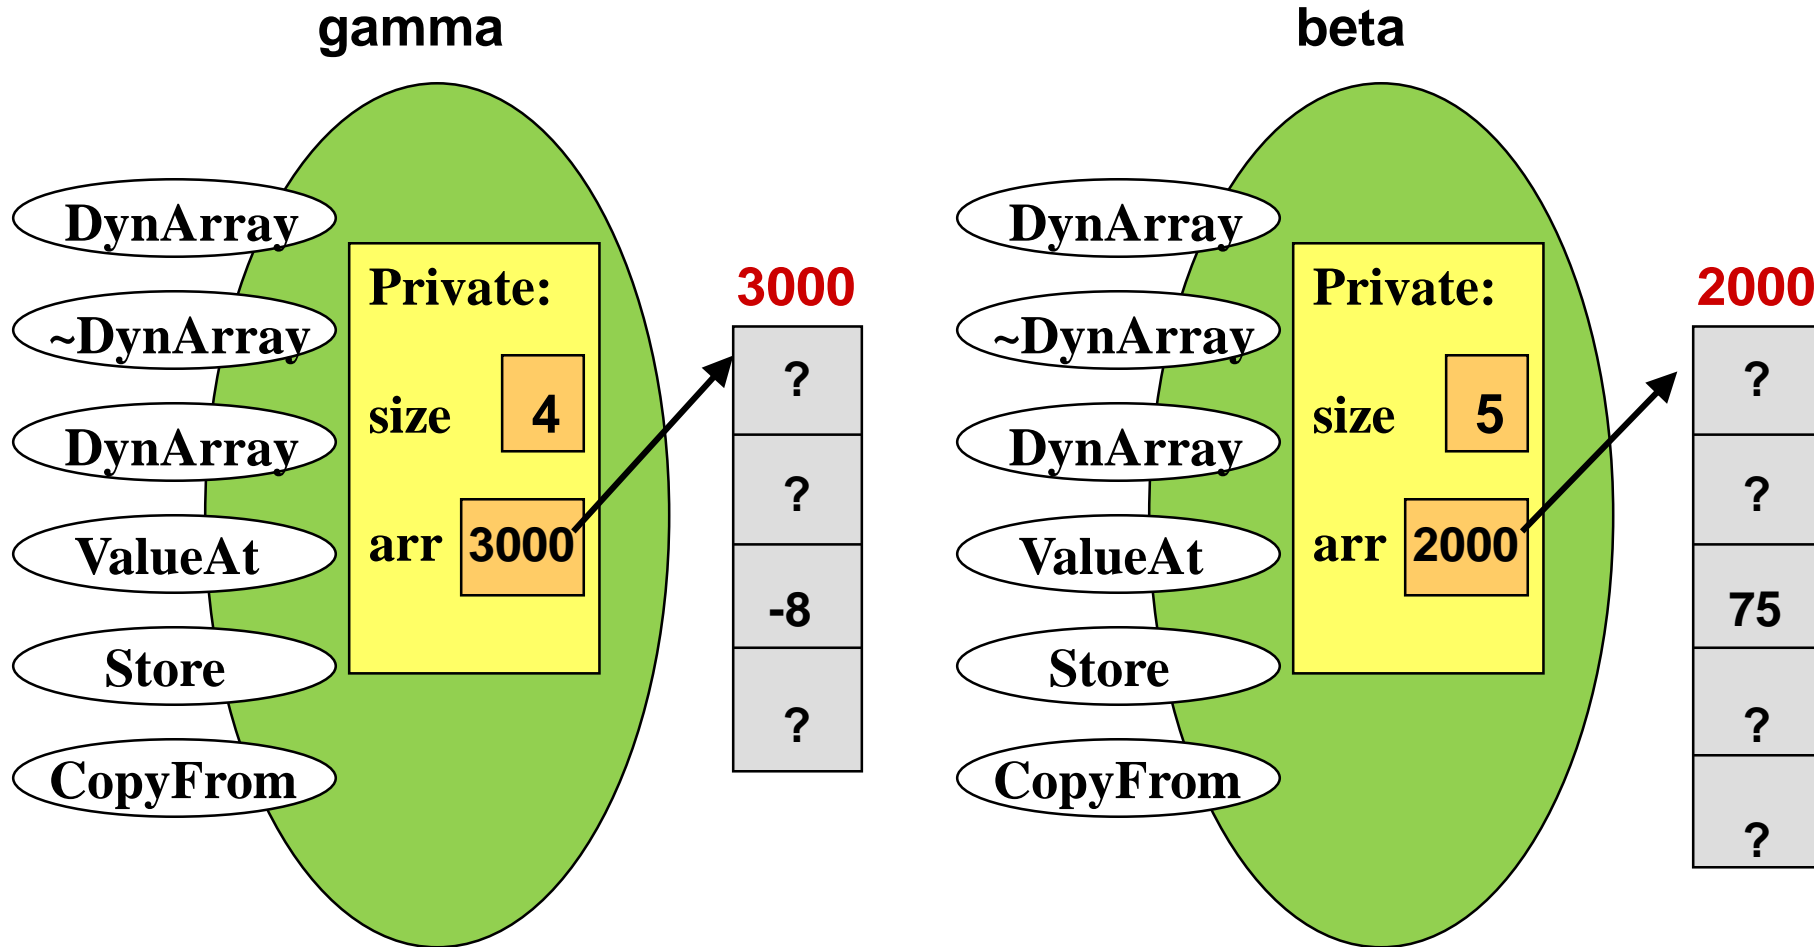 gamma
DynArray
~DynArray
DynArray
ValueAt
Store
CopyFrom
Private:
size 4
arr 3000
3000
?
?
-8
?
beta
DynArray
~DynArray
DynArray
ValueAt
Store
CopyFrom
Private:
size 5
arr 2000
2000
?
?
75
?
?